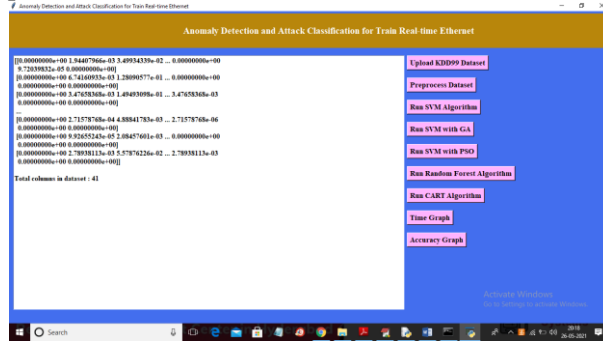 Anomaly Detection and Attack Classification for Train Real-time Ethernet
Anomaly Detection and Attack Classification for Train Real-time Ethernet
[[0.00000000e+00 1.94407966e-03 3.49934339e-02 ... 0.00000000e+00
9.72039832e-05 0.00000000e+00]
[0.00000000e+00 6.74160933e-03 1.28090577e-01 ... 0.00000000e+00
0.00000000e+00 0.00000000e+00]
[0.00000000e+00 3.47658368e-03 1.49493098e-01 ... 3.47658368e-03
0.00000000e+00 0.00000000e+00]
...
[0.00000000e+00 2.71578768e-04 4.88841783e-03 ... 2.71578768e-06
0.00000000e+00 0.00000000e+00]
[0.00000000e+00 9.92655243e-05 2.08457601e-03 ... 0.00000000e+00
0.00000000e+00 0.00000000e+00]
[0.00000000e+00 2.78938113e-03 5.57876226e-02 ... 2.78938113e-03
0.00000000e+00 0.00000000e+00]]
Total columns in dataset : 41
Upload KDD99 Dataset
Preprocess Dataset
Run SVM Algorithm
Run SVM with GA
Run SVM with PSO
Run Random Forest Algorithm
Run CART Algorithm
Time Graph
Accuracy Graph
Activate Windows
Go to Settings to activate Windows.
Search
20:18
26-05-2021